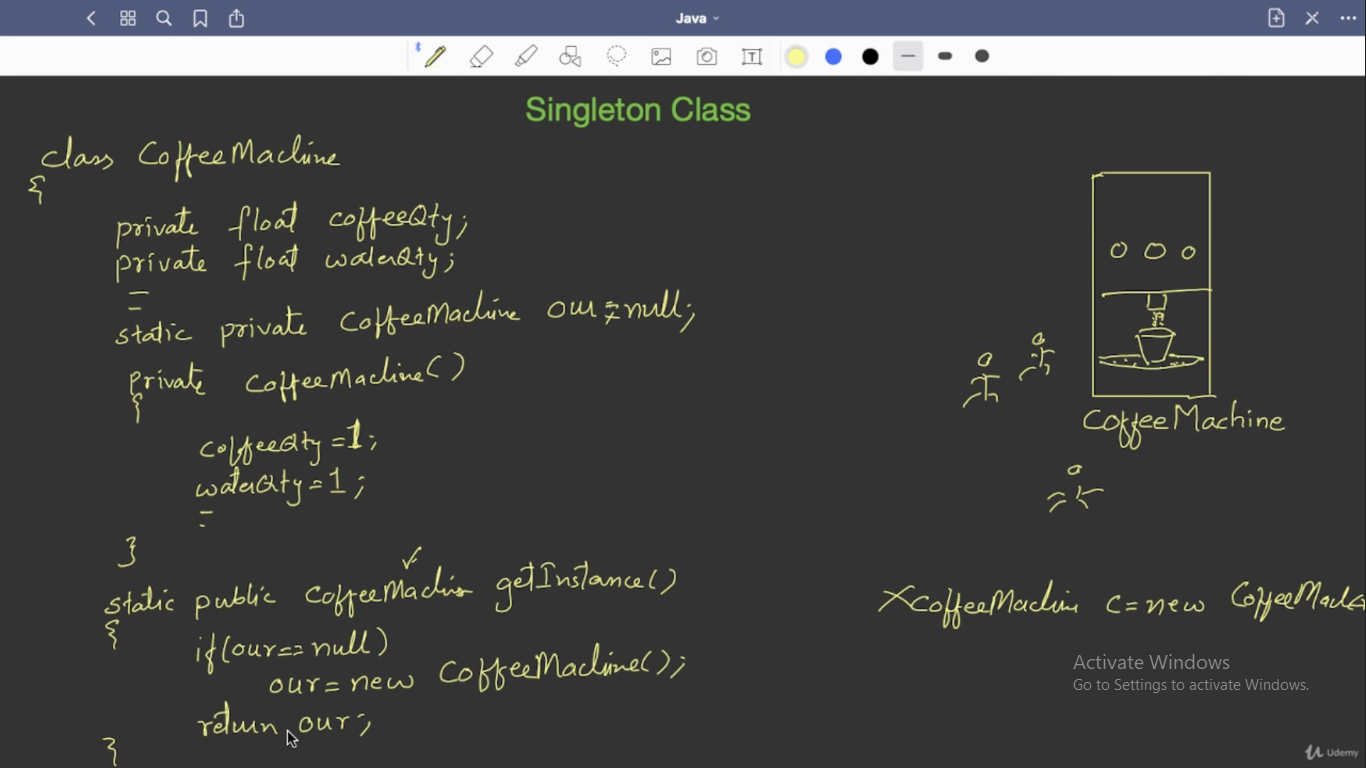 Java
Singleton Class
class CoffeeMachine
{
private float coffeeQty;
private float waterQty;
static private CoffeeMachine our = null;
private CoffeeMachine()
{
coffeeQty = 1;
waterQty = 1;
}
static public CoffeeMachine getInstance()
{
if(our == null)
our = new CoffeeMachine();
return our;
}
CoffeeMachine
X CoffeeMachine c = new CoffeeMach
Activate Windows
Go to Settings to activate Windows.
Udemy